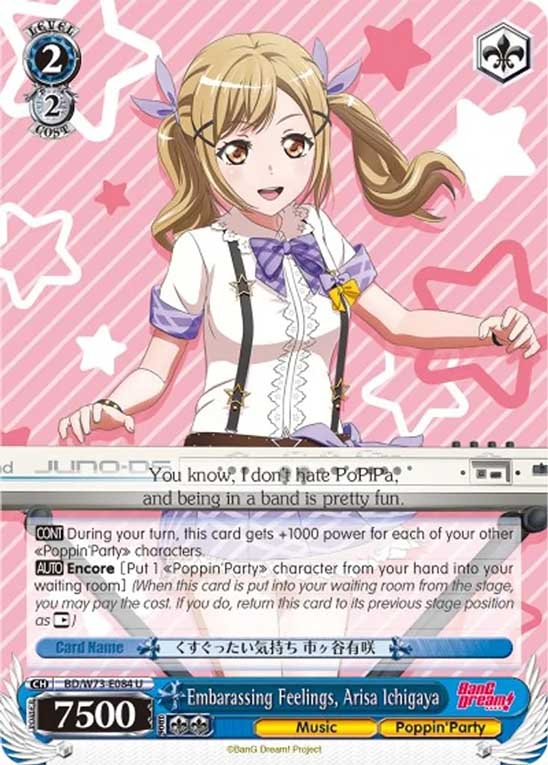 LEVEL
2
2
COST
nd JUNO-DS
You know, I don't hate PoPiPa,
and being in a band is pretty fun.
CONT During your turn, this card gets +1000 power for each of your other
«Poppin'Party» characters.
AUTO Encore [Put 1 «Poppin'Party» character from your hand into your
waiting room] (When this card is put into your waiting room from the stage,
you may pay the cost. If you do, return this card to its previous stage position
as )
Card Name くすぐったい気持ち 市ヶ谷有咲
CH BD/W73-E084 U Embarassing Feelings, Arisa Ichigaya BanG Dream!
POWER 7500 SOUL Music Poppin'Party
©BanG Dream! Project